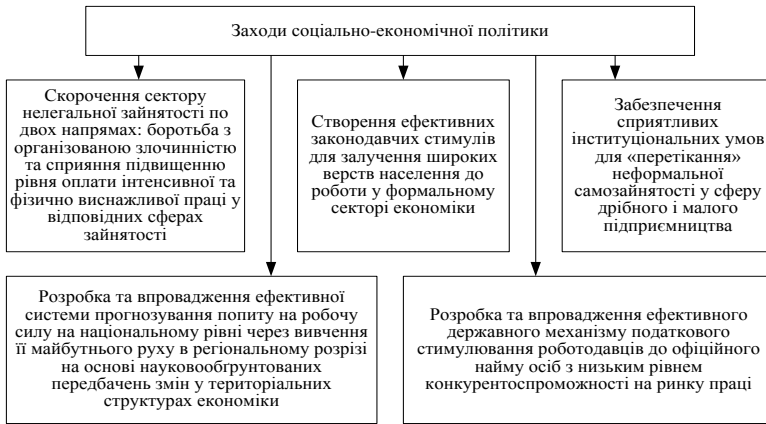 Заходи соціально-економічної політики
Скорочення сектору
нелегальної зайнятості по
двох напрямах: боротьба з
організованою злочинністю
та сприяння підвищенню
рівня оплати інтенсивної та
фізично виснажливої праці у
відповідних сферах
зайнятості
Створення ефективних
законодавчих стимулів
для залучення широких
верств населення до
роботи у формальному
секторі економіки
Забезпечення
сприятливих
інституціональних умов
для «перетікання»
неформальної
самозайнятості у сферу
дрібного і малого
підприємництва
Розробка та впровадження ефективної
системи прогнозування попиту на робочу
силу на національному рівні через вивчення
її майбутнього руху в регіональному розрізі
на основі науковообґрунтованих
передбачень змін у територіальних
структурах економіки
Розробка та впровадження ефективного
державного механізму податкового
стимулювання роботодавців до офіційного
найму осіб з низьким рівнем
конкурентоспроможності на ринку праці